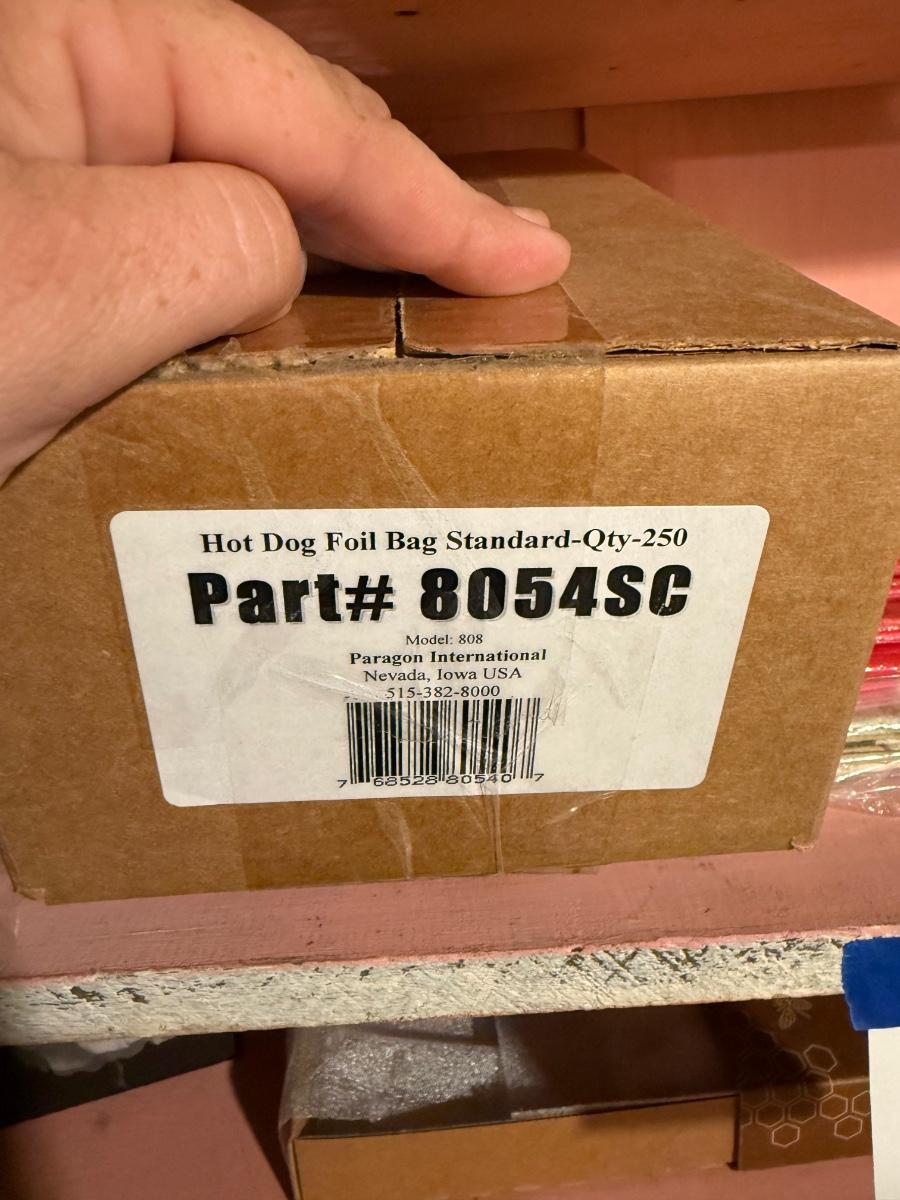 Hot Dog Foil Bag Standard-Qty-250
Part# 8054SC
Model: 808
Paragon International
Nevada, Iowa USA
515-382-8000
7 68528 80540 7